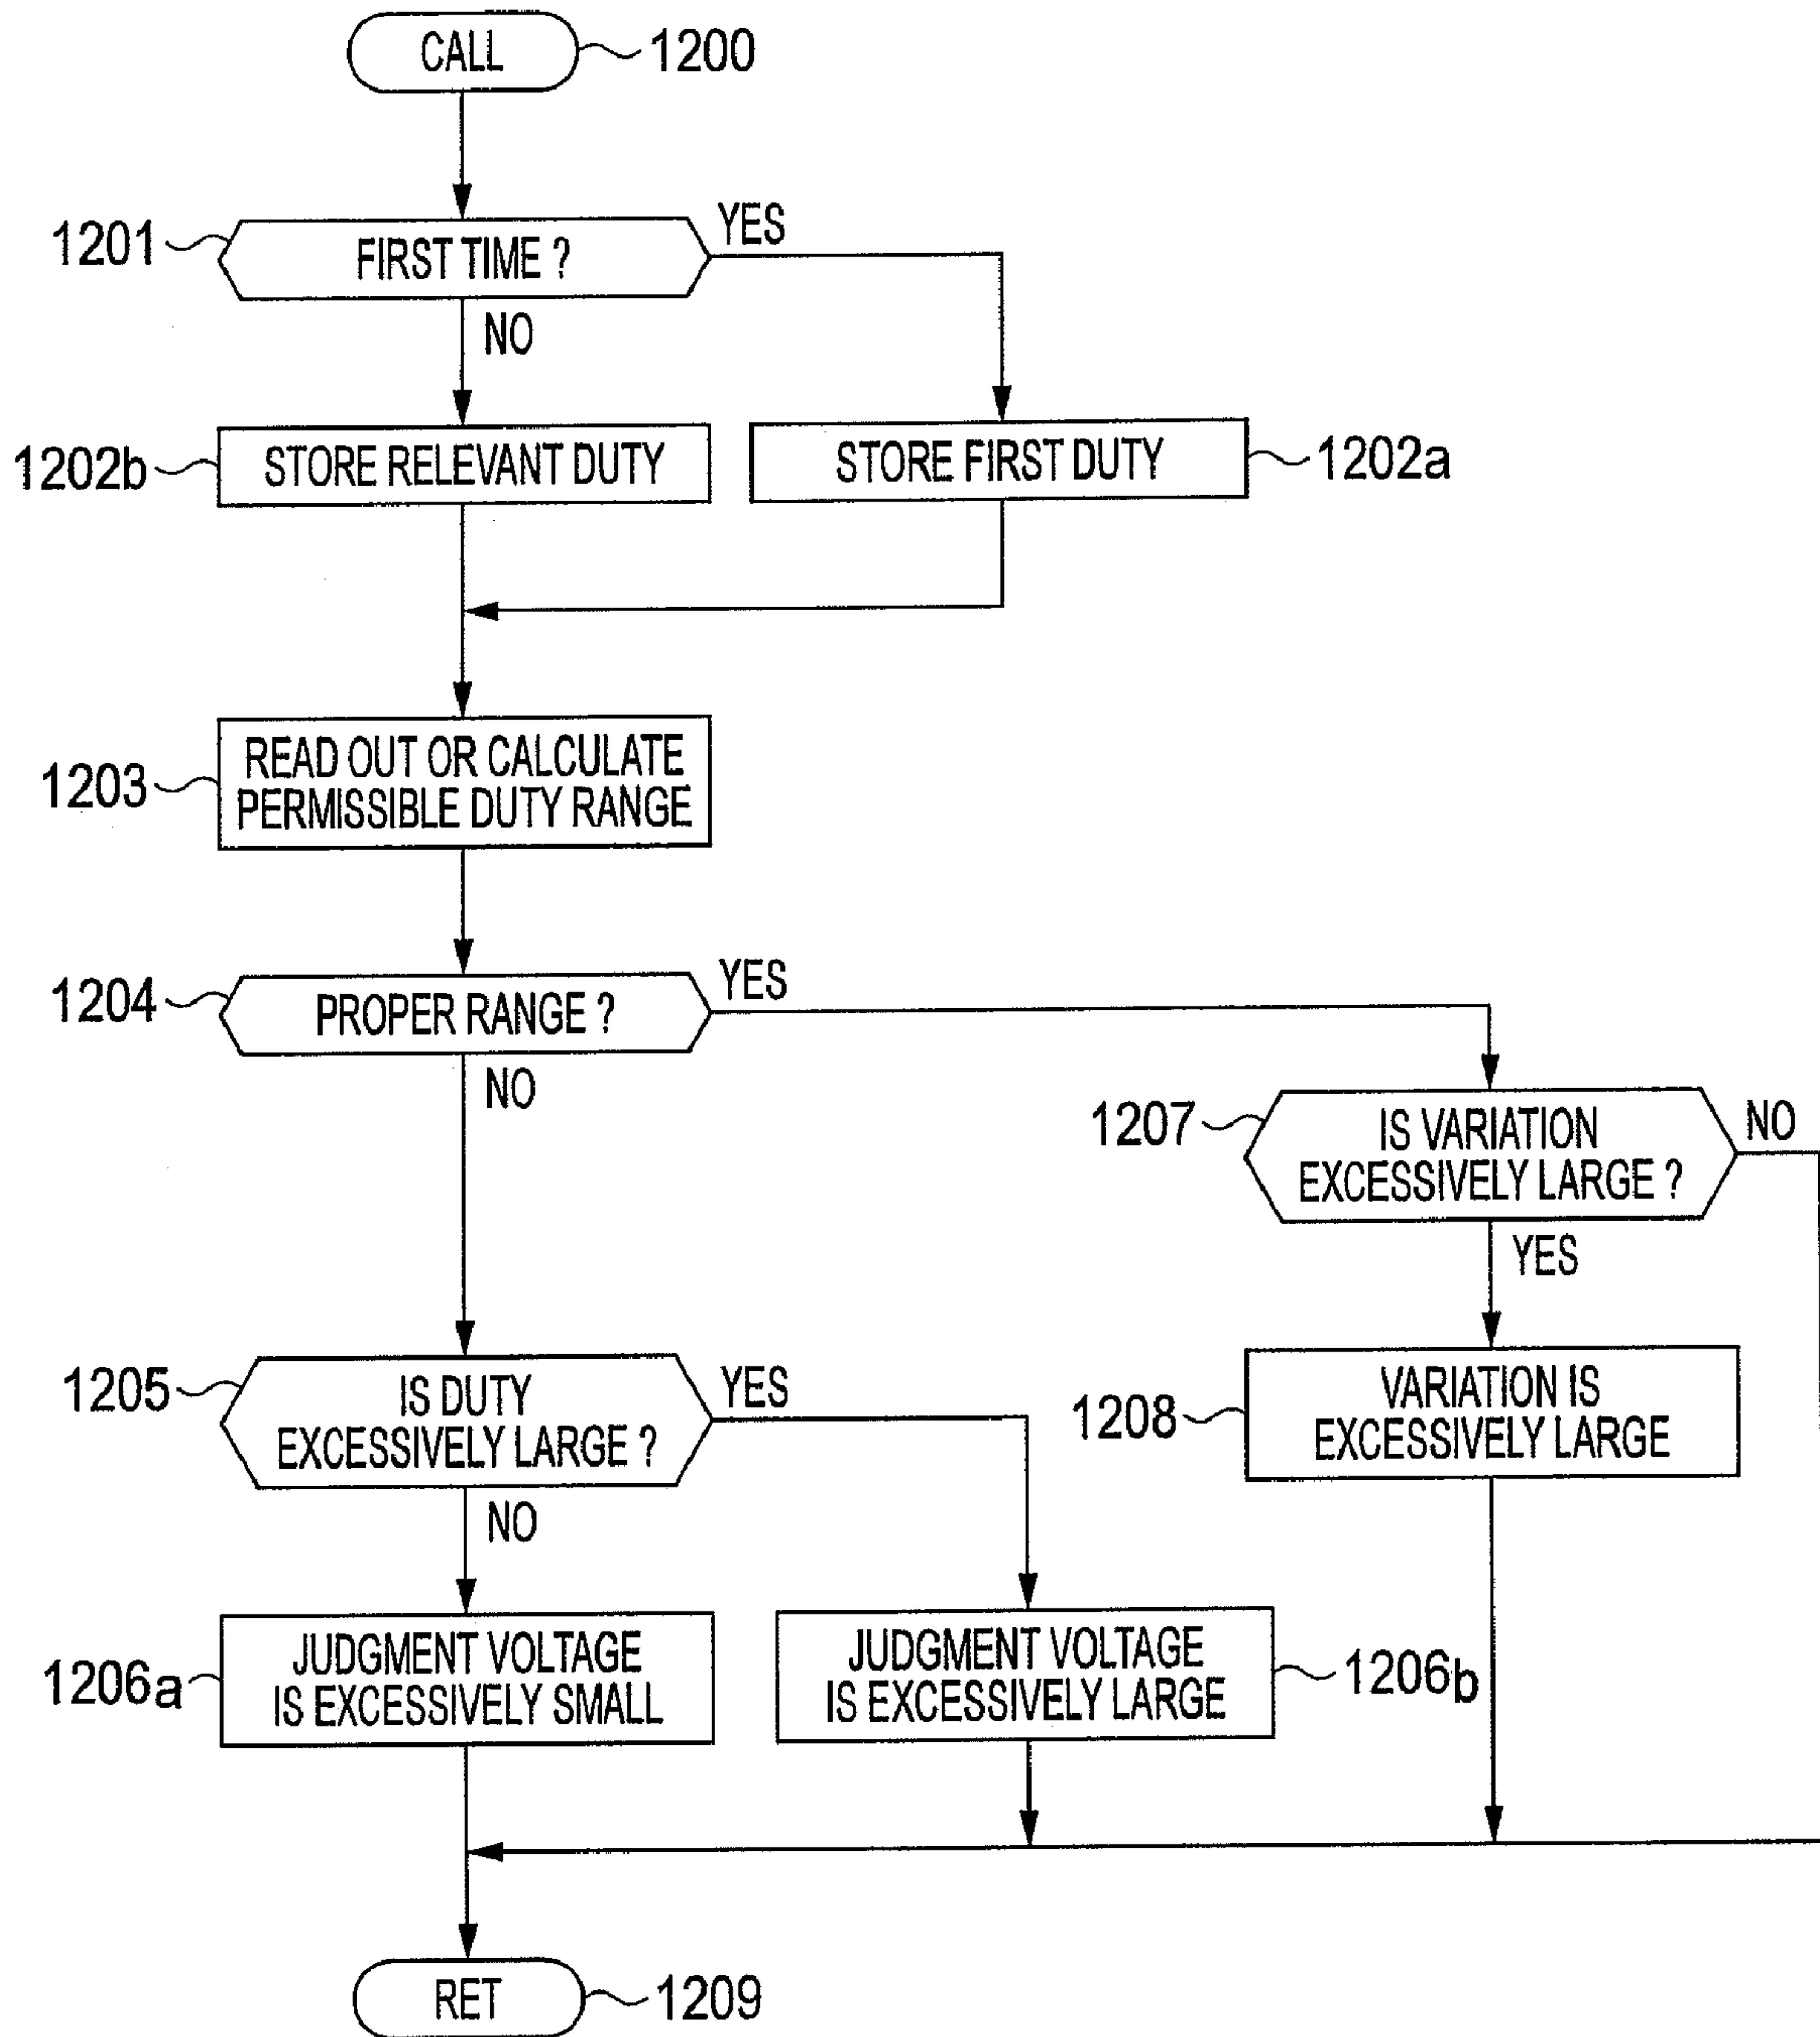 CALL
1200
1201
FIRST TIME ?
YES
NO
1202b
STORE RELEVANT DUTY
STORE FIRST DUTY
1202a
1203
READ OUT OR CALCULATE
PERMISSIBLE DUTY RANGE
1204
PROPER RANGE ?
YES
NO
1207
IS VARIATION
EXCESSIVELY LARGE ?
NO
YES
1205
IS DUTY
EXCESSIVELY LARGE ?
YES
NO
1208
VARIATION IS
EXCESSIVELY LARGE
1206a
JUDGMENT VOLTAGE
IS EXCESSIVELY SMALL
JUDGMENT VOLTAGE
IS EXCESSIVELY LARGE
1206b
RET
1209